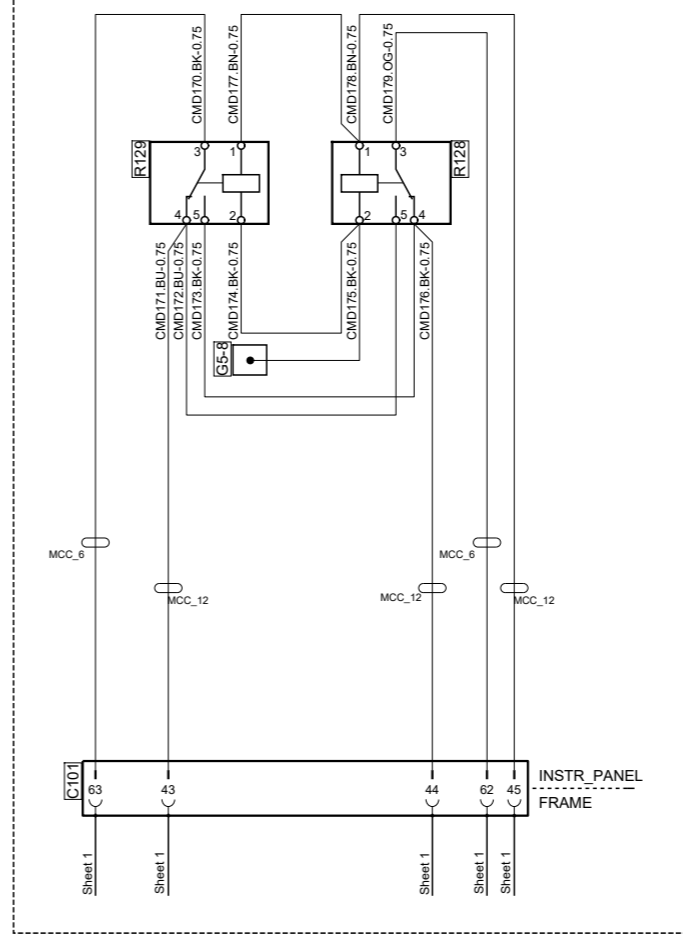 CMD170.BK-0.75
CMD177.BN-0.75
CMD178.BN-0.75
CMD179.OG-0.75
R129
3
1
4
5
2
1
3
2
5
4
R128
CMD171.BU-0.75
CMD172.BU-0.75
CMD173.BK-0.75
CMD174.BK-0.75
CMD175.BK-0.75
CMD176.BK-0.75
G5-8
MCC_6
MCC_6
MCC_12
MCC_12
MCC_12
C101
63
43
44
62
45
INSTR_PANEL
FRAME
Sheet 1
Sheet 1
Sheet 1
Sheet 1
Sheet 1